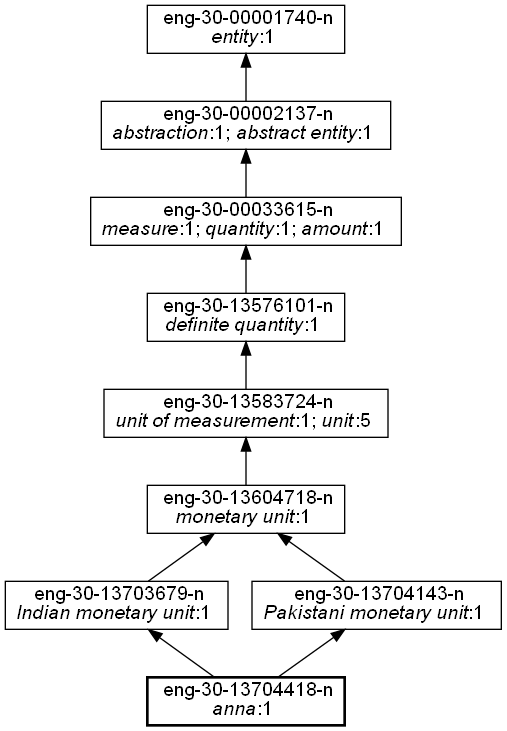 eng-30-00001740-n
entity:1
eng-30-00002137-n
abstraction:1; abstract entity:1
eng-30-00033615-n
measure:1; quantity:1; amount:1
eng-30-13576101-n
definite quantity:1
eng-30-13583724-n
unit of measurement:1; unit:5
eng-30-13604718-n
monetary unit:1
eng-30-13703679-n
Indian monetary unit:1
eng-30-13704143-n
Pakistani monetary unit:1
eng-30-13704418-n
anna:1